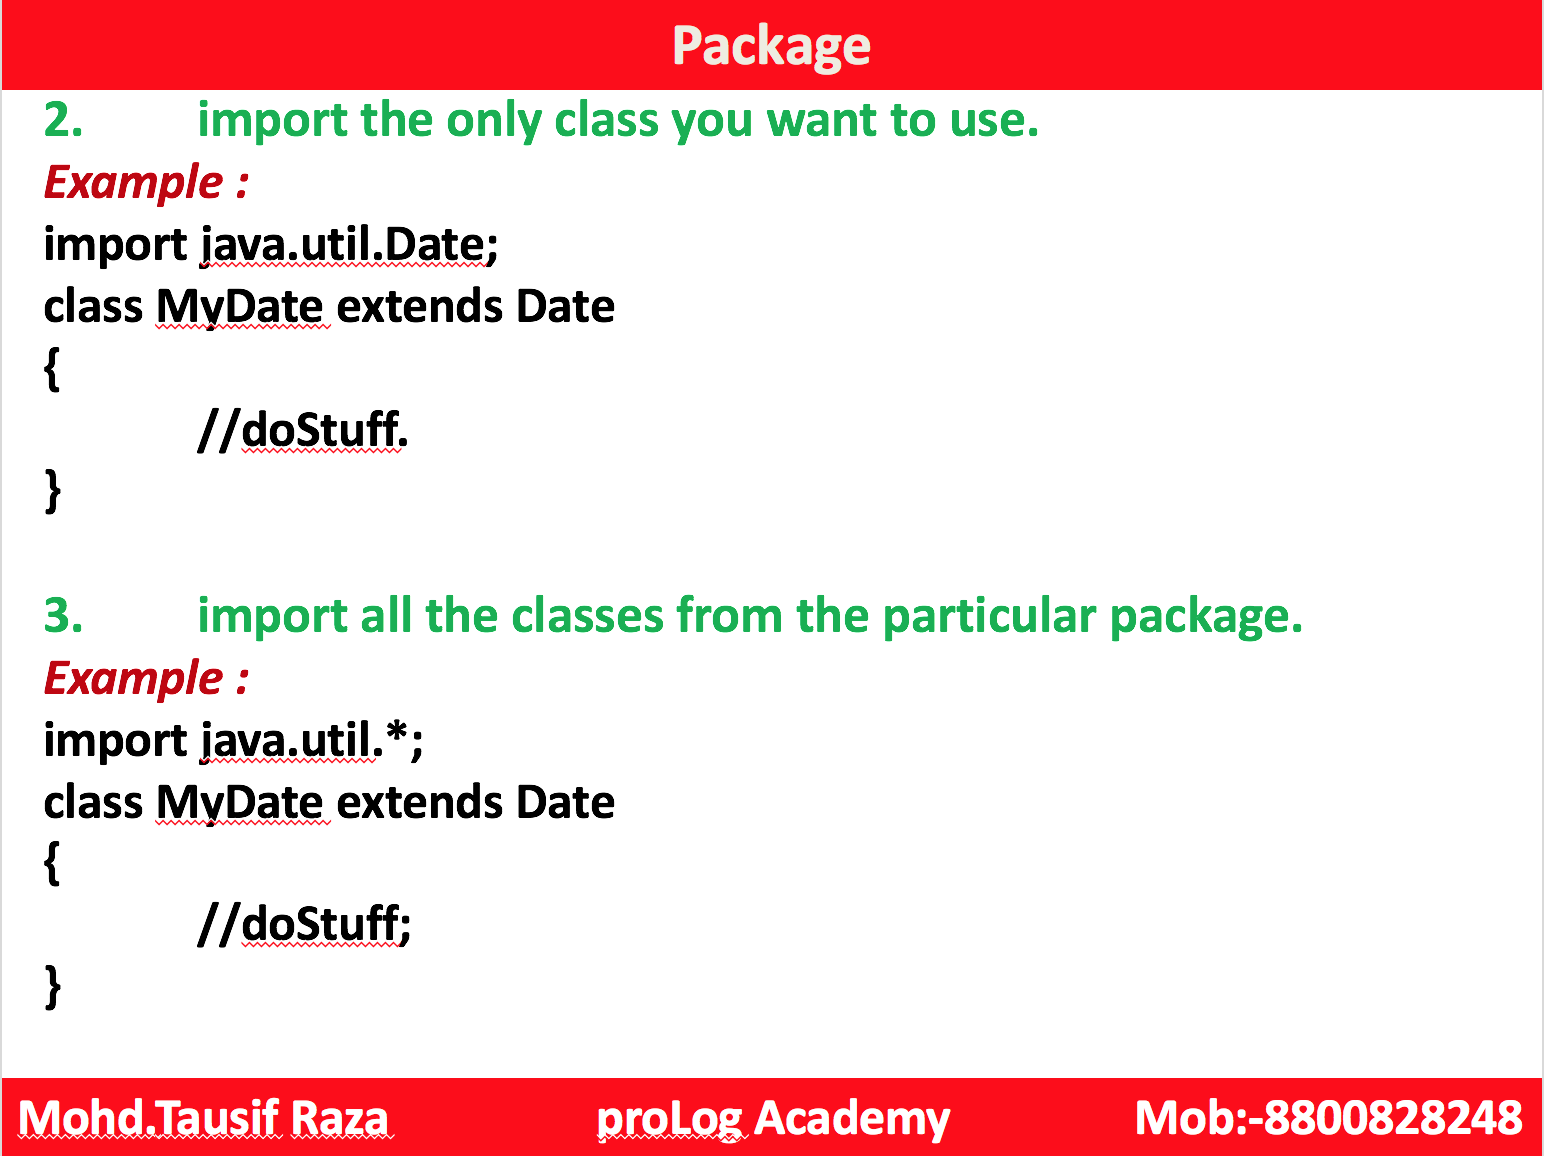 Package
2. import the only class you want to use.
Example :
import java.util.Date;
class MyDate extends Date
{
//doStuff.
}
3. import all the classes from the particular package.
Example :
import java.util.*;
class MyDate extends Date
{
//doStuff;
}
Mohd.Tausif Raza proLog Academy Mob:-8800828248